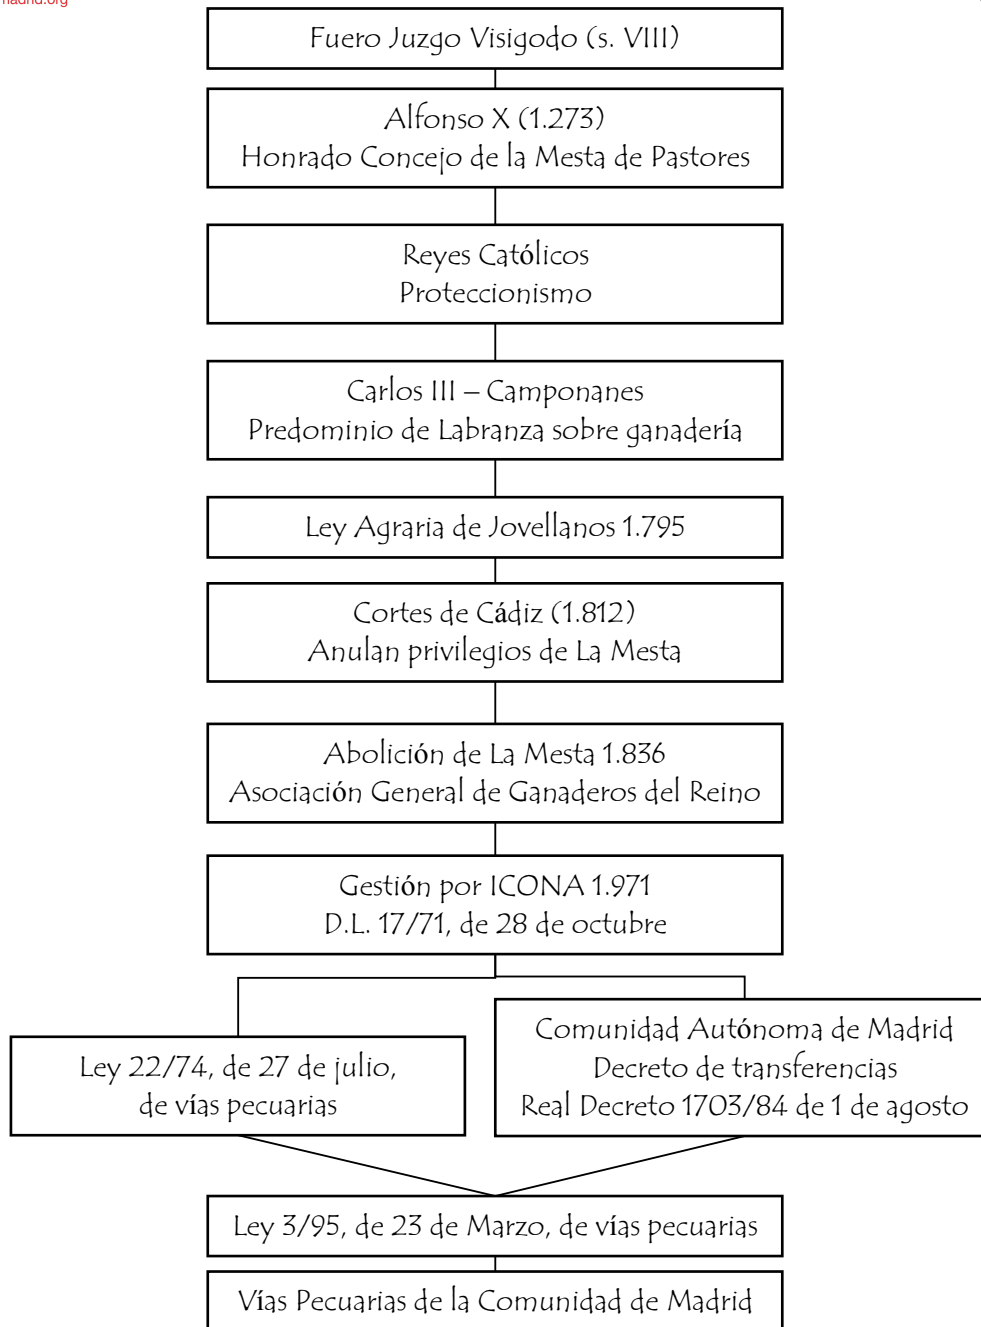 madrid.org
Fuero Juzgo Visigodo (s. VIII)
Alfonso X (1.273)
Honrado Concejo de la Mesta de Pastores
Reyes Católicos
Proteccionismo
Carlos III – Camponanes
Predominio de Labranza sobre ganadería
Ley Agraria de Jovellanos 1.795
Cortes de Cádiz (1.812)
Anulan privilegios de La Mesta
Abolición de La Mesta 1.836
Asociación General de Ganaderos del Reino
Gestión por ICONA 1.971
D.L. 17/71, de 28 de octubre
Ley 22/74, de 27 de julio,
de vías pecuarias
Comunidad Autónoma de Madrid
Decreto de transferencias
Real Decreto 1703/84 de 1 de agosto
Ley 3/95, de 23 de Marzo, de vías pecuarias
Vías Pecuarias de la Comunidad de Madrid